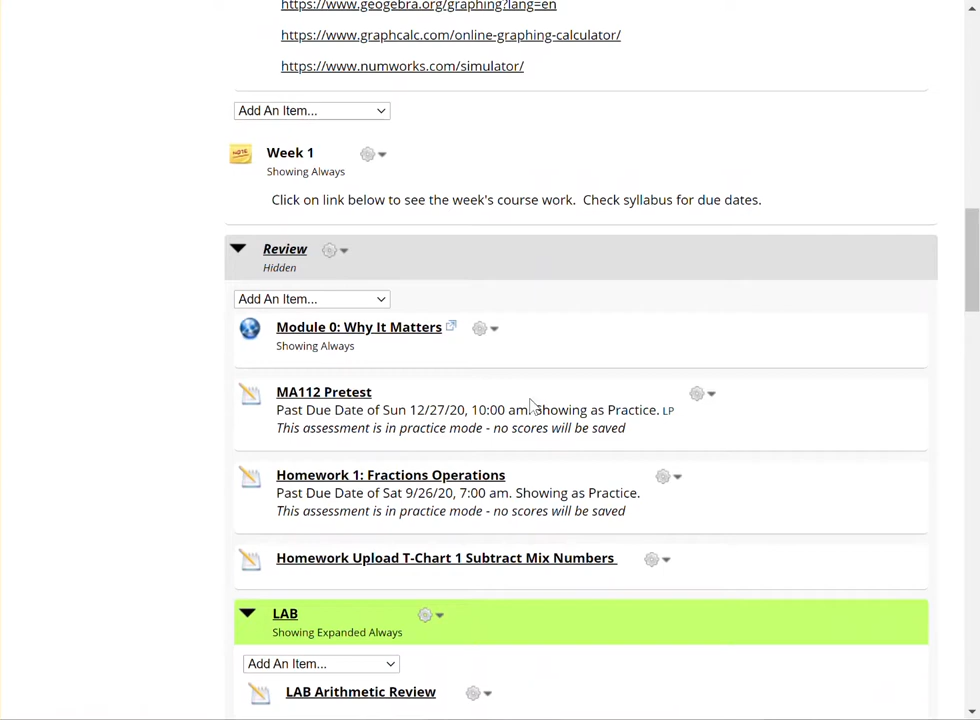 https://www.geogebra.org/graphing?lang=en
https://www.graphcalc.com/online-graphing-calculator/
https://www.numworks.com/simulator/
Add An Item...
NOTE
Week 1
Showing Always
Click on link below to see the week's course work.  Check syllabus for due dates.
Review
Hidden
Add An Item...
Module 0: Why It Matters
Showing Always
MA112 Pretest
Past Due Date of Sun 12/27/20, 10:00 am. Showing as Practice. LP
This assessment is in practice mode - no scores will be saved
Homework 1: Fractions Operations
Past Due Date of Sat 9/26/20, 7:00 am. Showing as Practice.
This assessment is in practice mode - no scores will be saved
Homework Upload T-Chart 1 Subtract Mix Numbers
LAB
Showing Expanded Always
Add An Item...
LAB Arithmetic Review